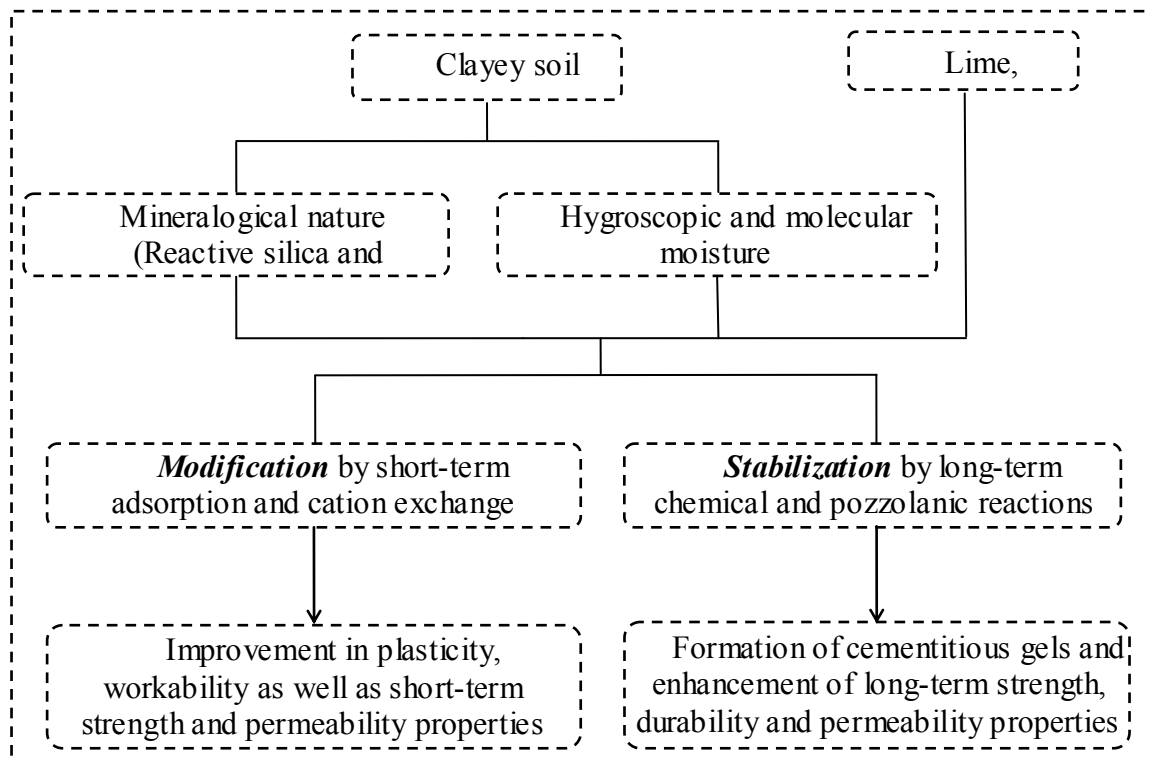 Clayey soil
Lime,
Mineralogical nature
(Reactive silica and
Hygroscopic and molecular
moisture
Modification by short-term
adsorption and cation exchange
Stabilization by long-term
chemical and pozzolanic reactions
Improvement in plasticity,
workability as well as short-term
strength and permeability properties
Formation of cementitious gels and
enhancement of long-term strength,
durability and permeability properties